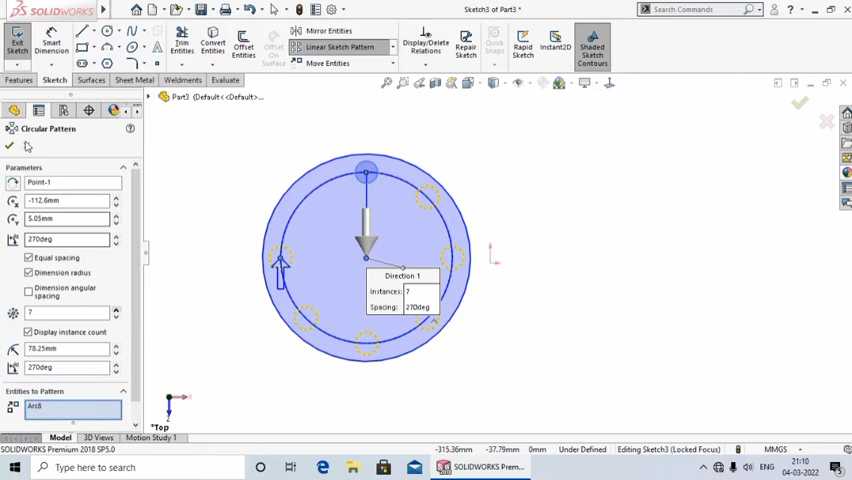 SOLIDWORKS
Sketch3 of Part3 *
Search Commands
Exit Sketch
Smart Dimension
Trim Entities
Convert Entities
Offset Entities
Offset On Surface
Mirror Entities
Linear Sketch Pattern
Move Entities
Display/Delete Relations
Repair Sketch
Quick Snaps
Rapid Sketch
Instant2D
Shaded Sketch Contours
Features
Sketch
Surfaces
Sheet Metal
Weldments
Evaluate
Part3 (Default<<Default>...
Circular Pattern
Parameters
Point-1
-112.6mm
5.05mm
270deg
Equal spacing
Dimension radius
Dimension angular spacing
7
Display instance count
78.25mm
270deg
Entities to Pattern
Arc8
Direction 1
Instances: 7
Spacing: 270deg
*Top
Model
3D Views
Motion Study 1
SOLIDWORKS Premium 2018 SP5.0
-315.36mm
-37.79mm
0mm
Under Defined
Editing Sketch3 (Locked Focus)
MMGS
Type here to search
SOLIDWORKS Prem...
ENG
21:10
04-03-2022